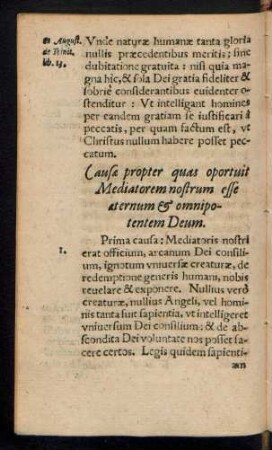 ex August.
de Trinit.
lib. 13.
Vnde naturæ humanæ tanta gloria
nullis præcedentibus meritis; sine
dubitatione gratuita: nisi quia ma
gna hic, & sola Dei gratia fideliter &
sobriè considerantibus euidenter o
stenditur: Vt intelligant homines
per eandem gratiam se iustificari à
peccatis, per quam factum est, vt
Christus nullum habere posset pec
catum.
Causæ propter quas oportuit
Mediatorem nostrum esse
æternum & omnipo-
tentem Deum.
1.
Prima causa: Mediatoris nostri
erat officium, arcanum Dei consi
lium, ignotum vniuersæ creaturæ, de
redemptione generis humani, nobis
reuelare & exponere. Nullius verò
creaturæ, nullius Angeli, vel homi
nis tanta fuit sapientia, vt intelligeret
vniuersum Dei consilium: & de ab-
scondita Dei voluntate nos posset fa
cere certos. Legis quidem sapienti-
am